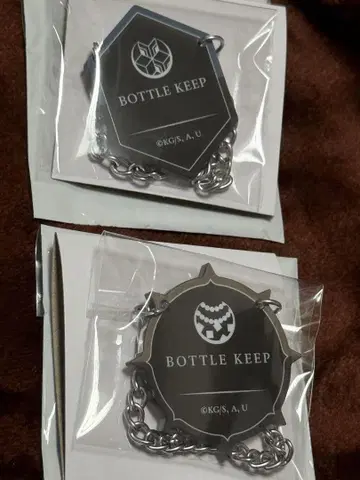 BOTTLE KEEP
©KG/S, A, U
BOTTLE KEEP
©KG/S, A, U